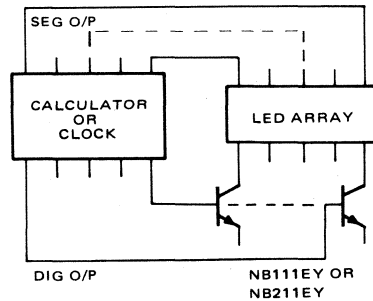 SEG O/P
CALCULATOR
OR
CLOCK
LED ARRAY
DIG O/P
NB111EY OR
NB211EY